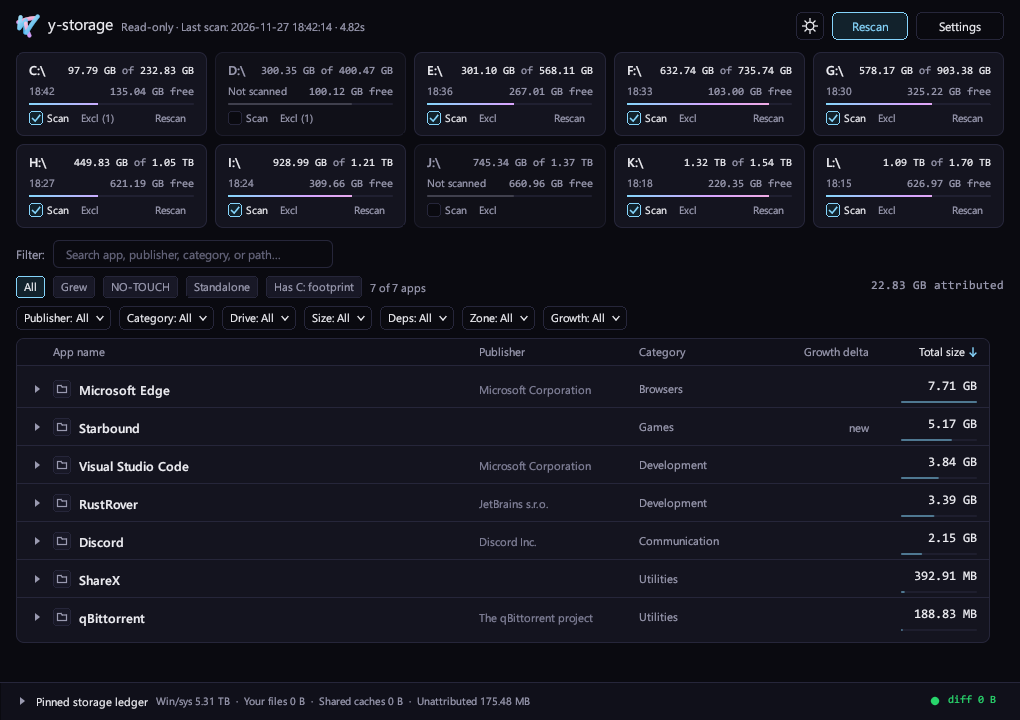 y-storage Read-only · Last scan: 2026-11-27 18:42:14 · 4.82s Rescan Settings
C:\ 97.79 GB of 232.83 GB
18:42 135.04 GB free
Scan Excl (1) Rescan
D:\ 300.35 GB of 400.47 GB
Not scanned 100.12 GB free
Scan Excl (1)
E:\ 301.10 GB of 568.11 GB
18:36 267.01 GB free
Scan Excl Rescan
F:\ 632.74 GB of 735.74 GB
18:33 103.00 GB free
Scan Excl Rescan
G:\ 578.17 GB of 903.38 GB
18:30 325.22 GB free
Scan Excl Rescan
H:\ 449.83 GB of 1.05 TB
18:27 621.19 GB free
Scan Excl Rescan
I:\ 928.99 GB of 1.21 TB
18:24 309.66 GB free
Scan Excl Rescan
J:\ 745.34 GB of 1.37 TB
Not scanned 660.96 GB free
Scan Excl
K:\ 1.32 TB of 1.54 TB
18:18 220.35 GB free
Scan Excl Rescan
L:\ 1.09 TB of 1.70 TB
18:15 626.97 GB free
Scan Excl Rescan
Filter: Search app, publisher, category, or path...
All Grew NO-TOUCH Standalone Has C: footprint 7 of 7 apps 22.83 GB attributed
Publisher: All Category: All Drive: All Size: All Deps: All Zone: All Growth: All
App name Publisher Category Growth delta Total size
Microsoft Edge Microsoft Corporation Browsers 7.71 GB
Starbound Games new 5.17 GB
Visual Studio Code Microsoft Corporation Development 3.84 GB
RustRover JetBrains s.r.o. Development 3.39 GB
Discord Discord Inc. Communication 2.15 GB
ShareX Utilities 392.91 MB
qBittorrent The qBittorrent project Utilities 188.83 MB
Pinned storage ledger Win/sys 5.31 TB · Your files 0 B · Shared caches 0 B · Unattributed 175.48 MB diff 0 B